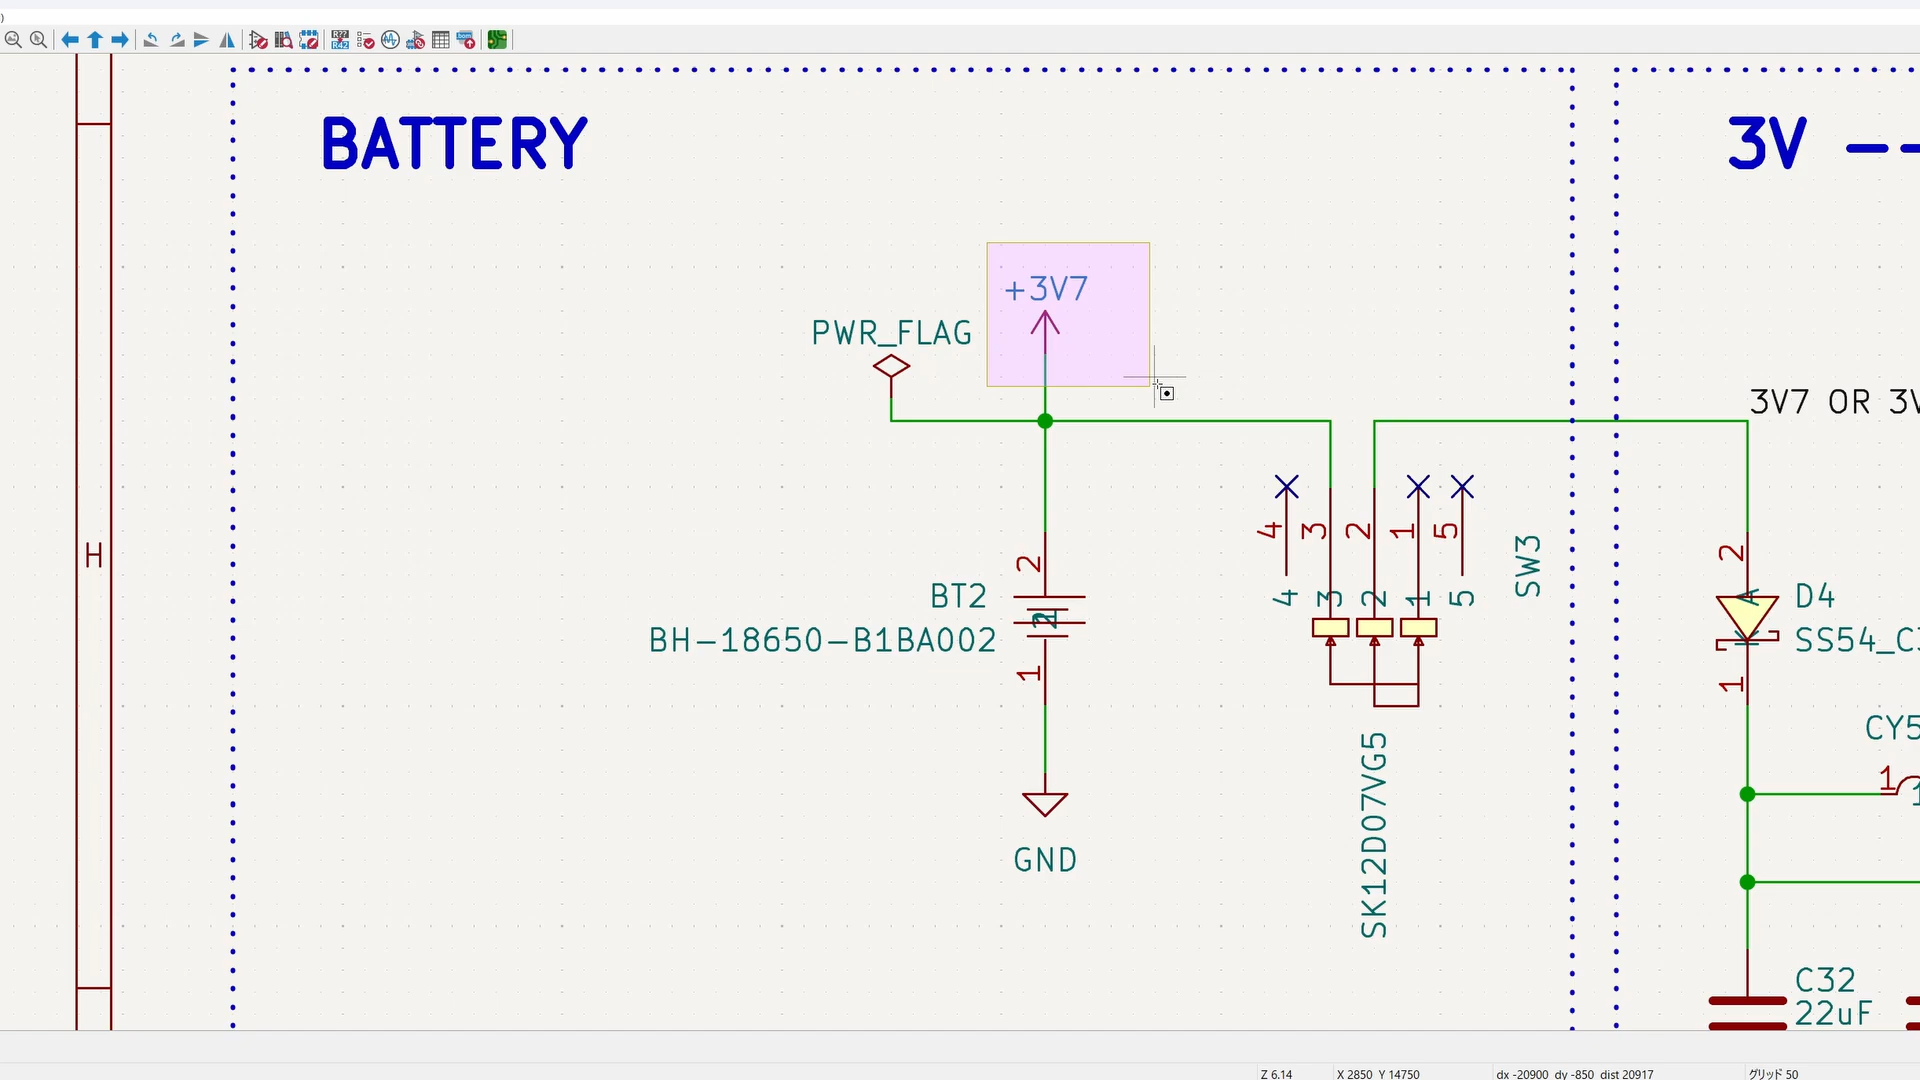 )
BATTERY
3V --
+3V7
PWR_FLAG
3V7 OR 3V
4 3 2 1 5
SW3
4 3 2 1 5
BT2
BH-18650-B1BA002
2
1
GND
SK12D07VG5
H
2
A
K
D4
SS54_C
1
CY5
1
C32
22uF
Z 6.14
X 2850 Y 14750
dx -20900 dy -850 dist 20917
グリッド 50